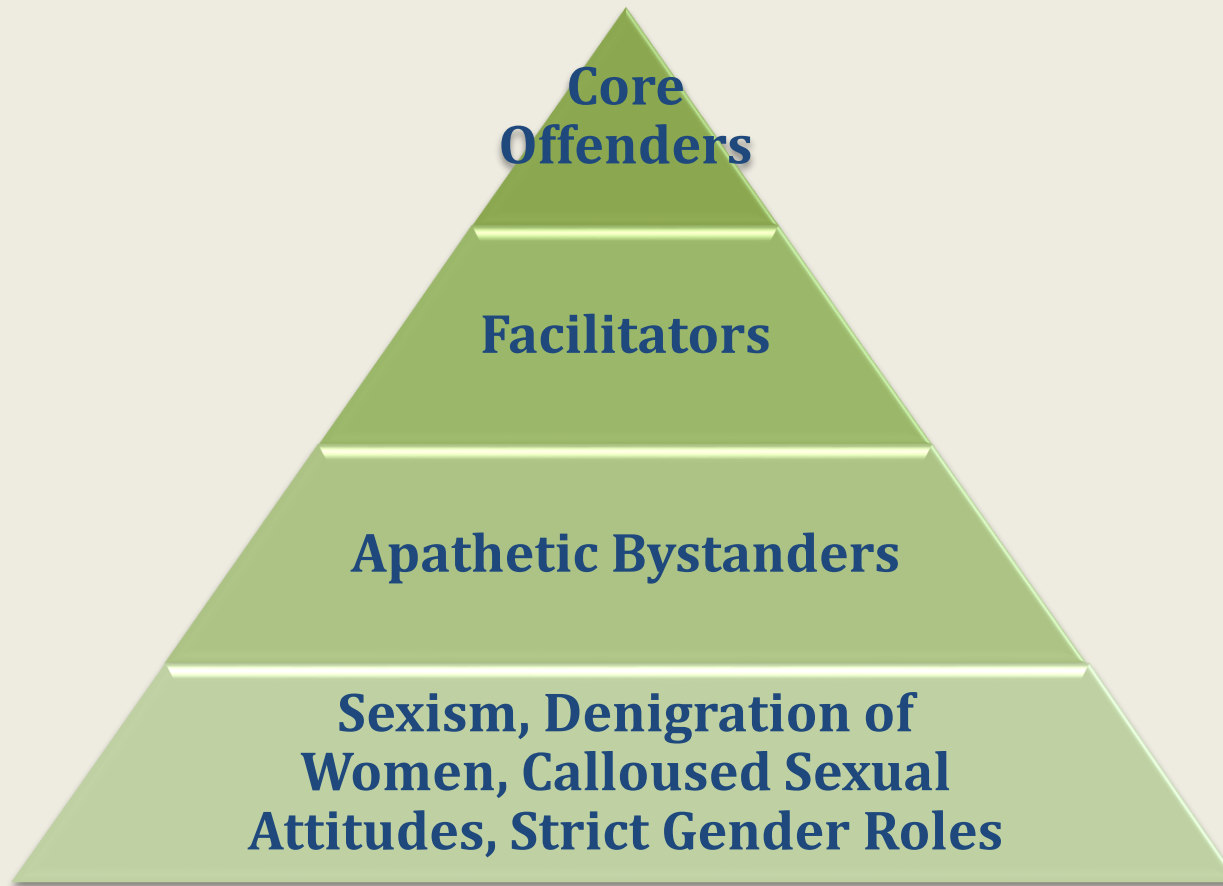 Core
Offenders
Facilitators
Apathetic Bystanders
Sexism, Denigration of
Women, Calloused Sexual
Attitudes, Strict Gender Roles